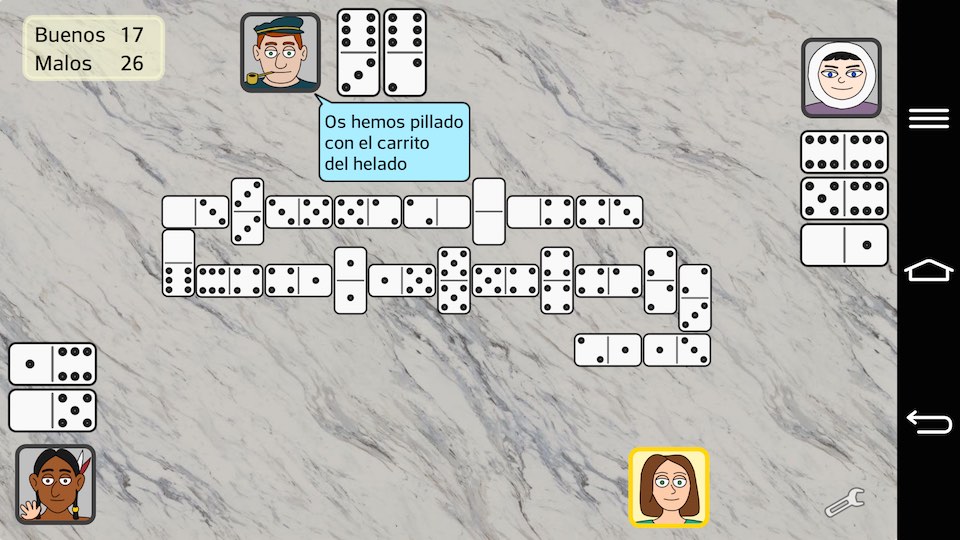 Buenos 17
Malos 26
Os hemos pillado
con el carrito
del helado